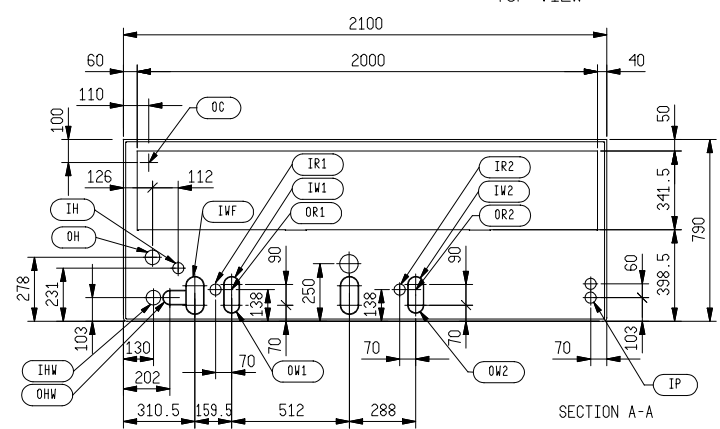 TOP VIEW
2100
60 2000 40
110
100 OC 50
126 112 IR1 IR2
IH IWF IW1 IW2 341.5 790
OH OR1 OR2
278 231 90 250 90 60 398.5
138 138
103 130 70 70 70 70 70 103
IHW OW1 OW2 IP
OHW 202
310.5 159.5 512 288 SECTION A-A